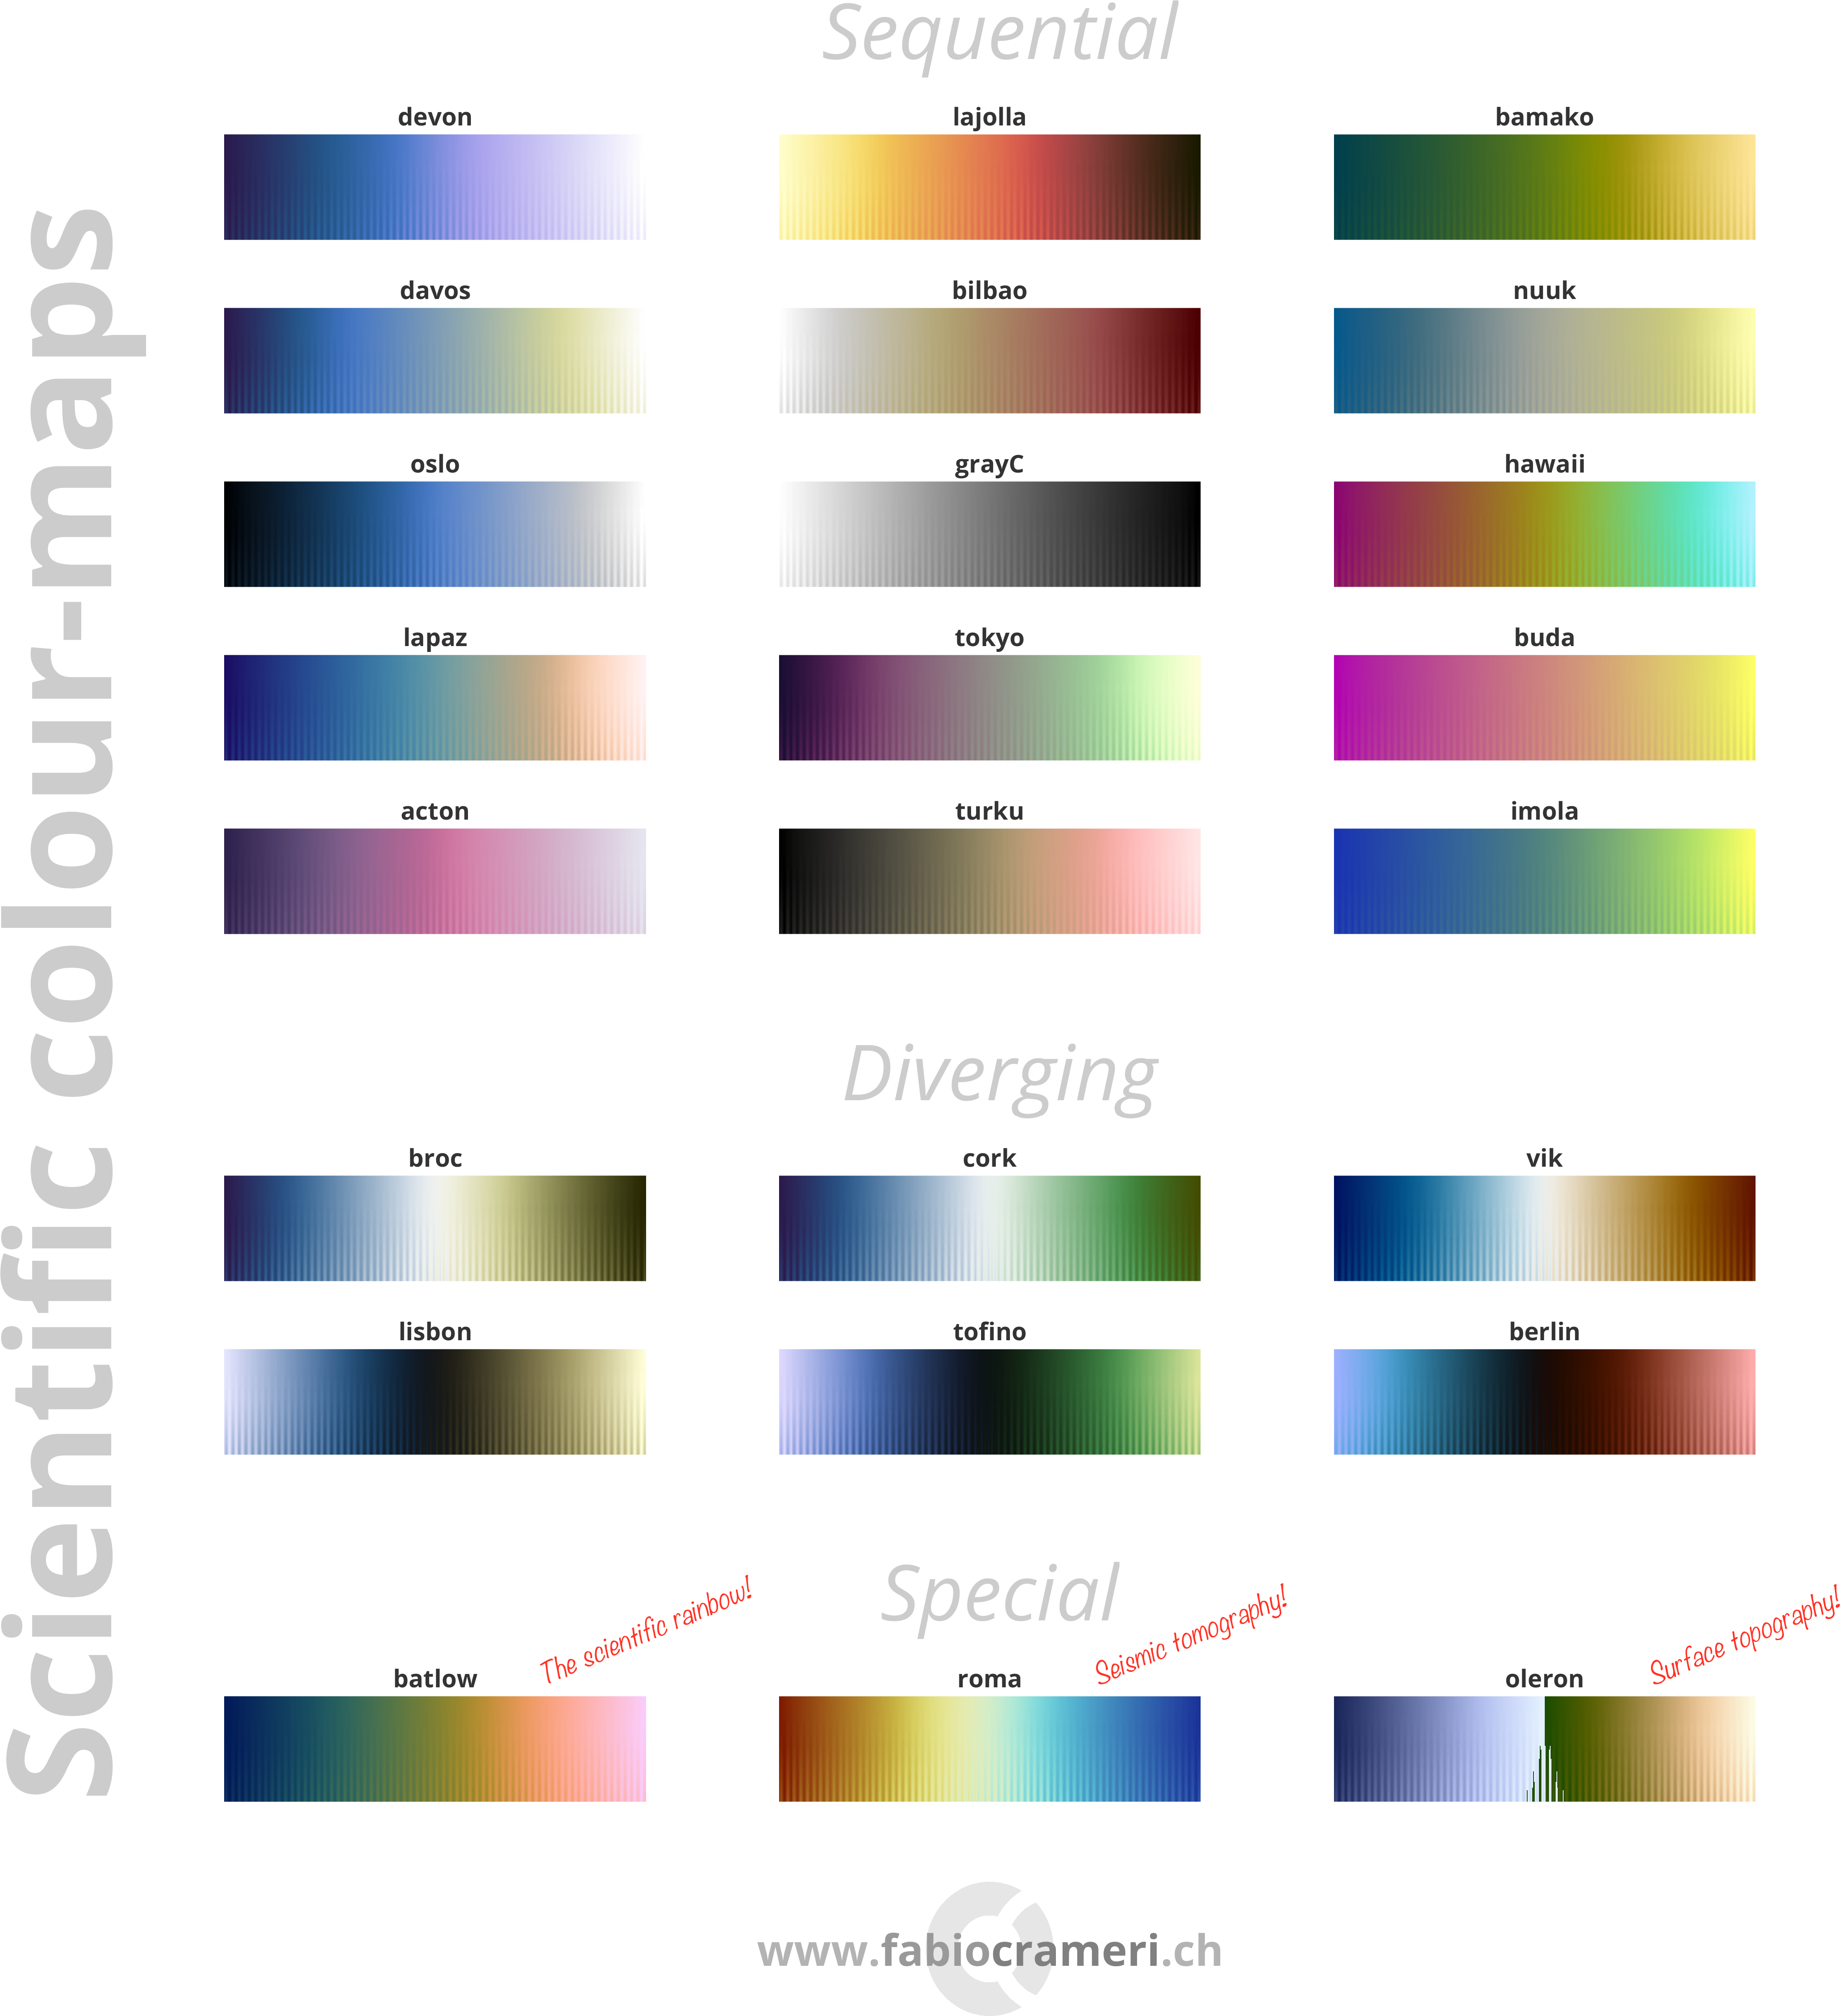 Scientific colour-maps
Sequential
devon
lajolla
bamako
davos
bilbao
nuuk
oslo
grayC
hawaii
lapaz
tokyo
buda
acton
turku
imola
Diverging
broc
cork
vik
lisbon
tofino
berlin
Special
batlow
The scientific rainbow!
roma
Seismic tomography!
oleron
Surface topography!
www.fabiocrameri.ch